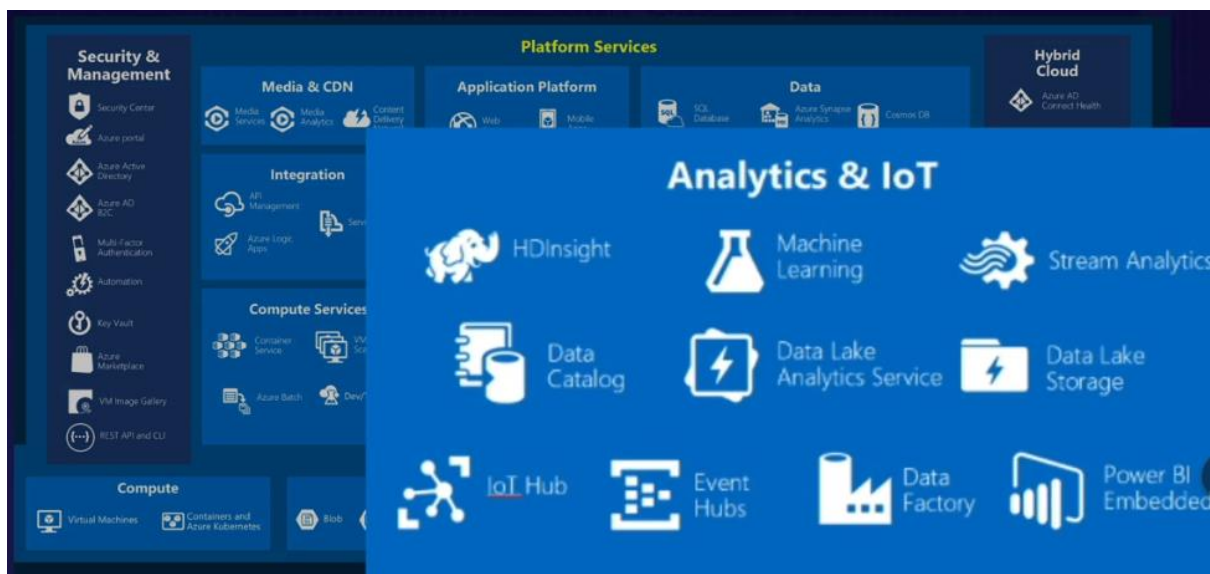 Platform Services
Security &
Management
Security Center
Azure portal
Azure Active
Directory
Azure AD
B2C
Multi-Factor
Authentication
Automation
Key Vault
Azure
Marketplace
VM Image Gallery
REST API and CLI
Media & CDN
Media
Services
Media
Analytics
Content
Delivery
Application Platform
Web
Mobile
Data
SQL
Database
Azure Synapse
Analytics
Cosmos DB
Hybrid
Cloud
Azure AD
Connect Health
Integration
API
Management
Azure Logic
Apps
Compute Services
Container
Service
VM
Azure Batch
Dev/
Compute
Virtual Machines
Containers and
Azure Kubernetes
Blob
Analytics & IoT
HDInsight
Machine
Learning
Stream Analytics
Data
Catalog
Data Lake
Analytics Service
Data Lake
Storage
IoT Hub
Event
Hubs
Data
Factory
Power BI
Embedded